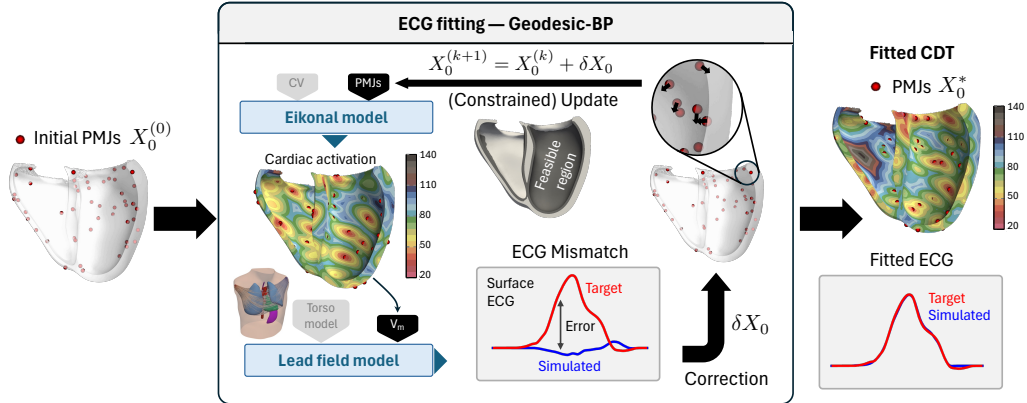 ECG fitting — Geodesic-BP
X_0^{(k+1)} = X_0^{(k)} + δX_0
CV
PMJs
(Constrained) Update
Eikonal model
Initial PMJs X_0^{(0)}
Cardiac activation
140
110
80
50
20
Feasible
region
Torso
model
V_m
Lead field model
ECG Mismatch
Surface
ECG
Target
Error
Simulated
δX_0
Correction
Fitted CDT
PMJs X_0^*
140
110
80
50
20
Fitted ECG
Target
Simulated